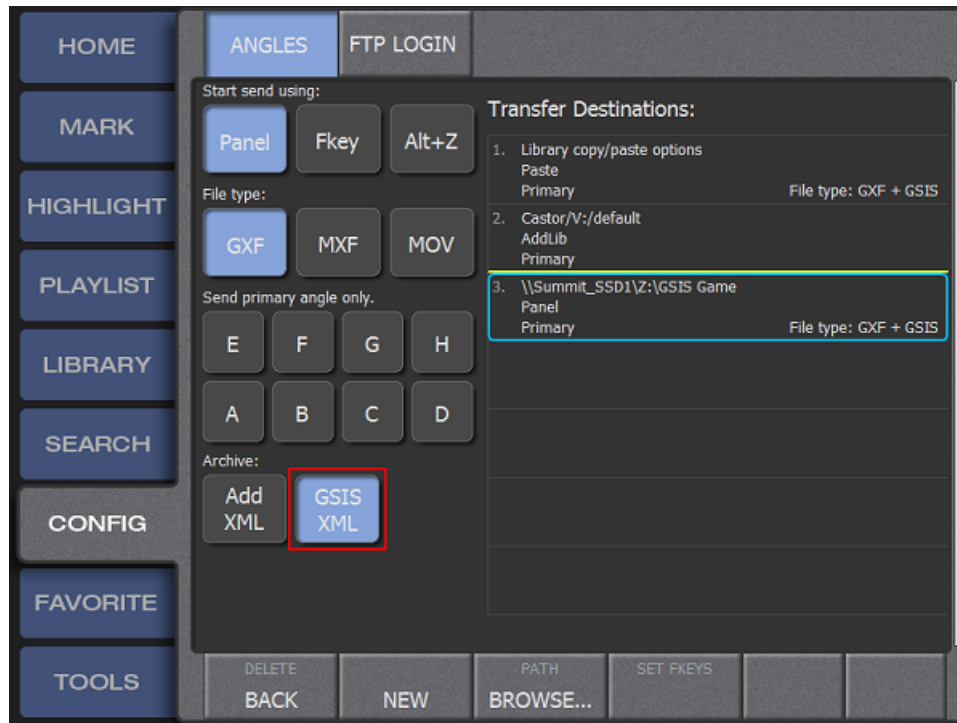 HOME
MARK
HIGHLIGHT
PLAYLIST
LIBRARY
SEARCH
CONFIG
FAVORITE
TOOLS
ANGLES
FTP LOGIN
Start send using:
Panel
Fkey
Alt+Z
File type:
GXF
MXF
MOV
Send primary angle only.
E
F
G
H
A
B
C
D
Archive:
Add
XML
GSIS
XML
Transfer Destinations:
1. Library copy/paste options
Paste
Primary File type: GXF + GSIS
2. Castor/V:/default
AddLib
Primary
3. \\Summit_SSD1\Z:\GSIS Game
Panel
Primary File type: GXF + GSIS
DELETE
BACK
NEW
PATH
BROWSE...
SET FKEYS